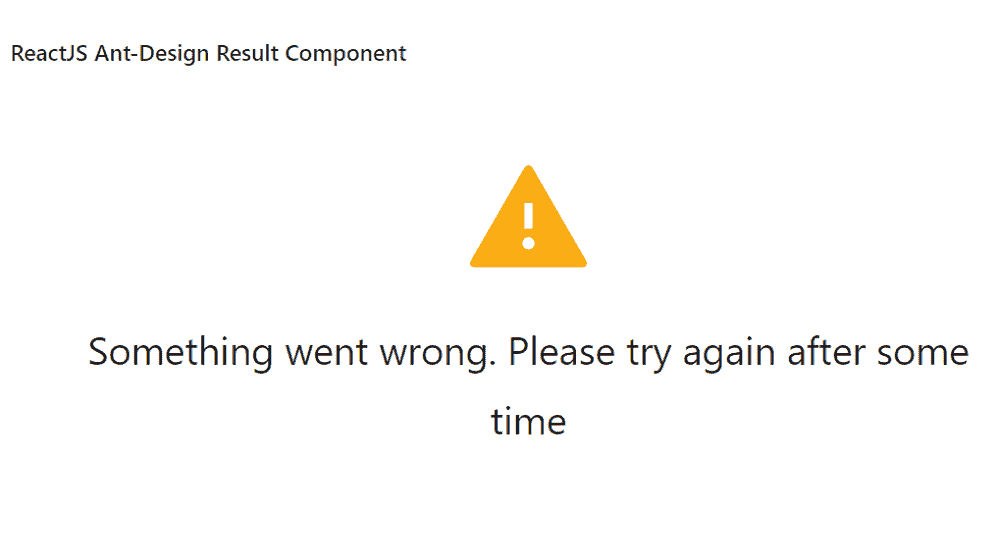 ReactJS Ant-Design Result Component
Something went wrong. Please try again after some
time